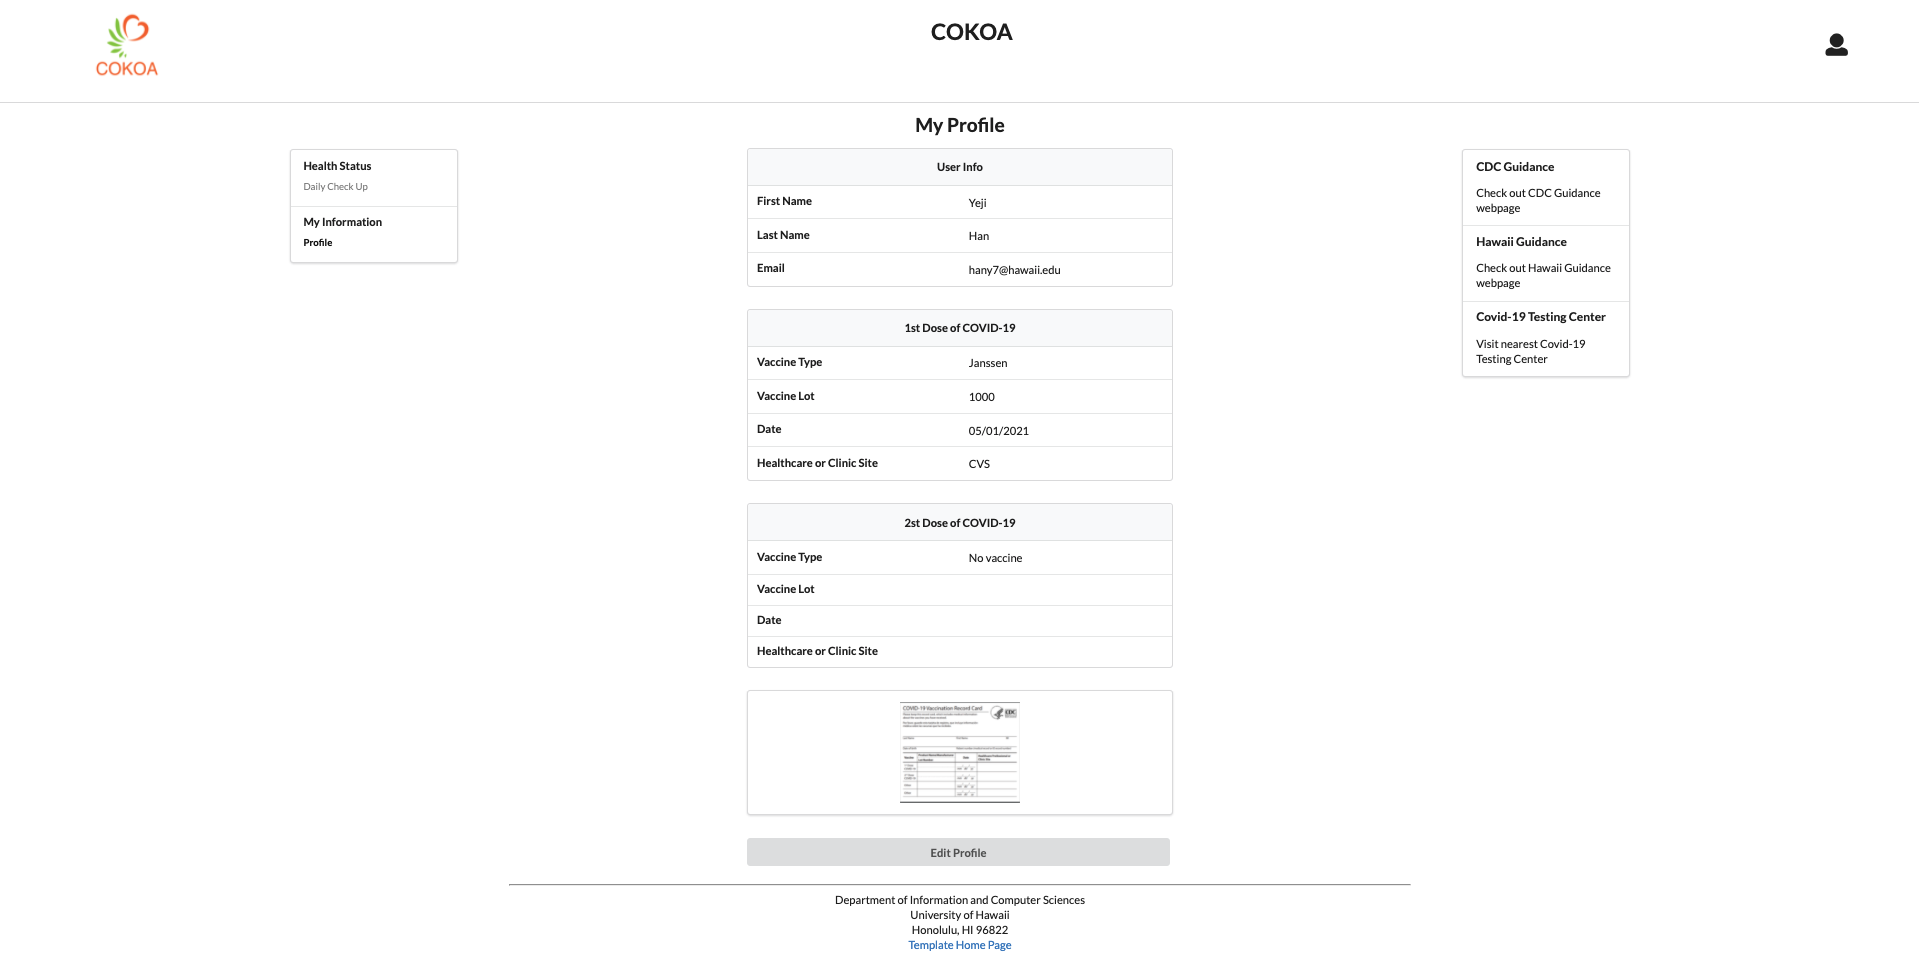 COKOA
COKOA
My Profile
Health Status
Daily Check Up
My Information
Profile
User Info
First Name Yeji
Last Name Han
Email hany7@hawaii.edu
1st Dose of COVID-19
Vaccine Type Janssen
Vaccine Lot 1000
Date 05/01/2021
Healthcare or Clinic Site CVS
2st Dose of COVID-19
Vaccine Type No vaccine
Vaccine Lot
Date
Healthcare or Clinic Site
COVID-19 Vaccination Record Card
CDC
Edit Profile
CDC Guidance
Check out CDC Guidance
webpage
Hawaii Guidance
Check out Hawaii Guidance
webpage
Covid-19 Testing Center
Visit nearest Covid-19
Testing Center
Department of Information and Computer Sciences
University of Hawaii
Honolulu, HI 96822
Template Home Page